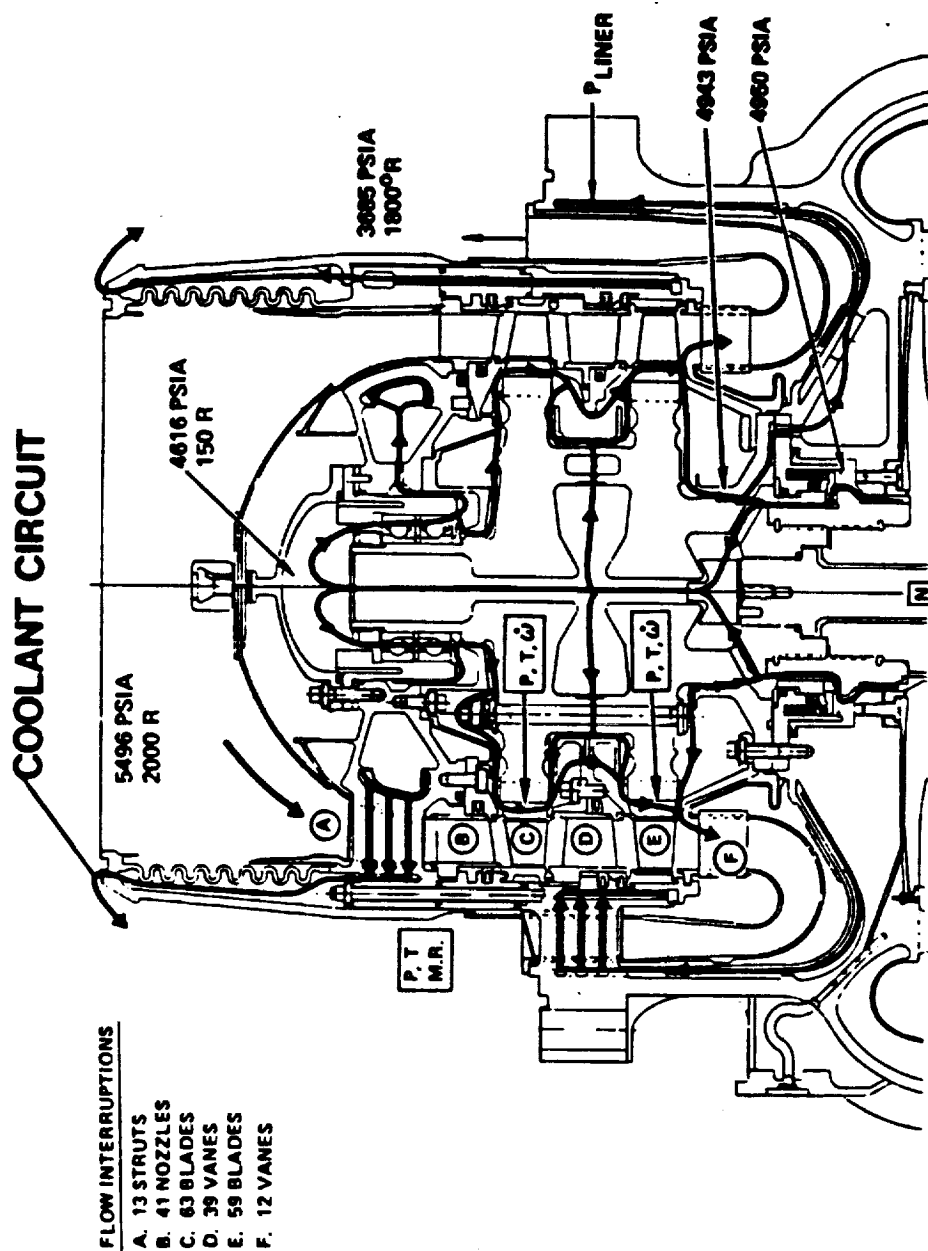 COOLANT CIRCUIT
5496 PSIA
2000 R
4616 PSIA
150 R
3685 PSIA
1800°R
P LINER
4943 PSIA
4950 PSIA
P, T
M.R.
P, T, ẇ
P, T, ẇ
A
B
C
D
E
F
N
FLOW INTERRUPTIONS
A. 13 STRUTS
B. 41 NOZZLES
C. 63 BLADES
D. 39 VANES
E. 59 BLADES
F. 12 VANES